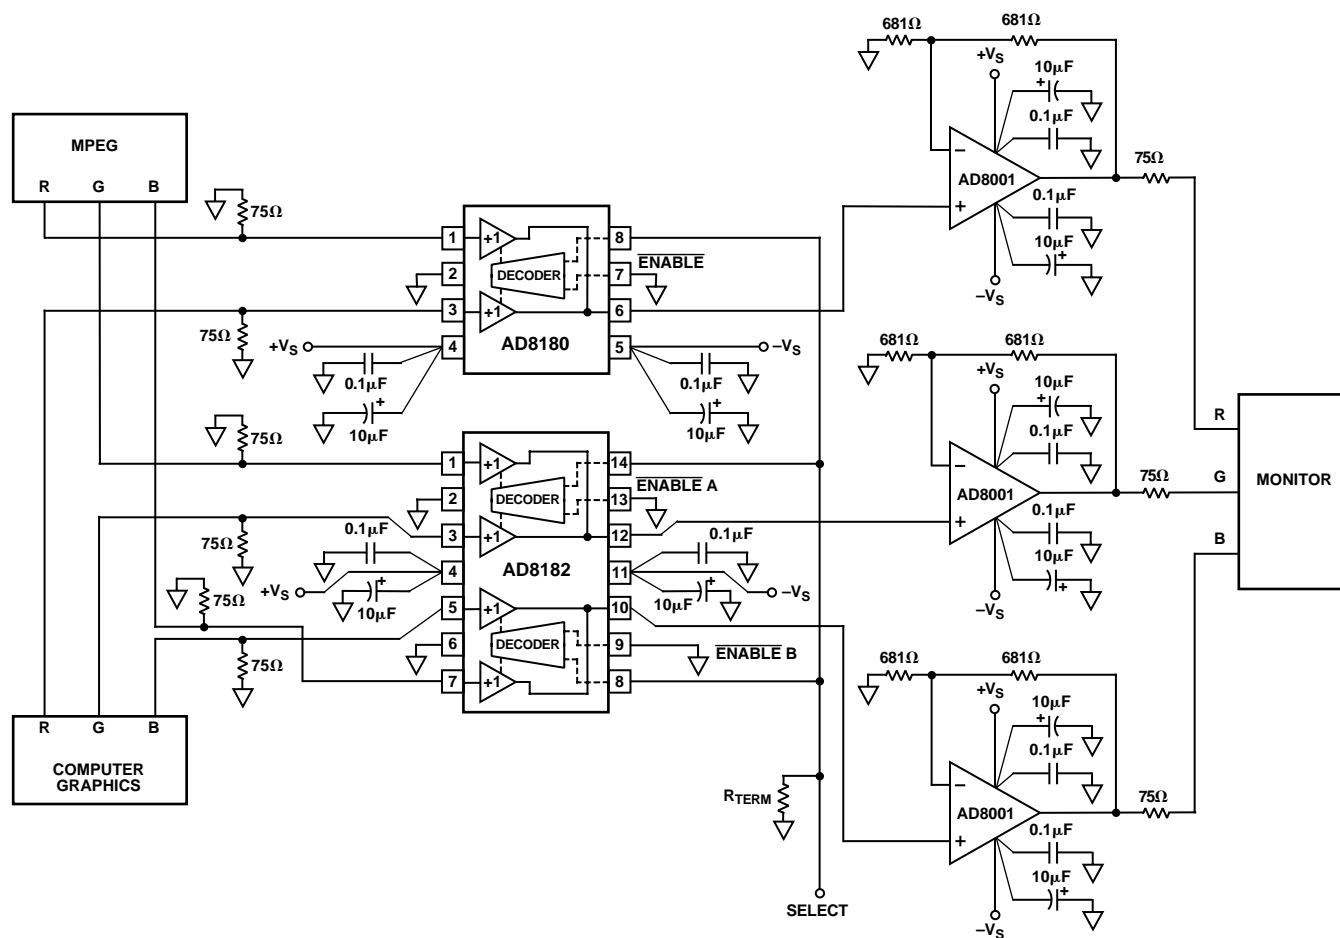 681Ω 681Ω
+VS
10μF
+
0.1μF
MPEG
R G B
75Ω
−
AD8001
+
75Ω
0.1μF
10μF
+
−VS
1 +1 8
2 DECODER 7 ENABLE
3 +1 6
75Ω
+VS 4 AD8180 5 −VS
0.1μF 0.1μF
+ +
10μF 10μF
681Ω 681Ω
+VS
10μF
+
0.1μF
75Ω
1 +1 14
2 DECODER 13 ENABLE A
3 +1 12
75Ω
0.1μF 0.1μF
4 AD8182 11
+VS −VS
+ +
10μF 10μF
75Ω
5 +1 10
6 DECODER 9 ENABLE B
7 +1 8
75Ω
−
AD8001
+
75Ω
0.1μF
10μF
+
−VS
R
G
B
MONITOR
R G B
COMPUTER
GRAPHICS
RTERM
SELECT
681Ω 681Ω
+VS
10μF
+
0.1μF
−
AD8001
+
75Ω
0.1μF
10μF
+
−VS